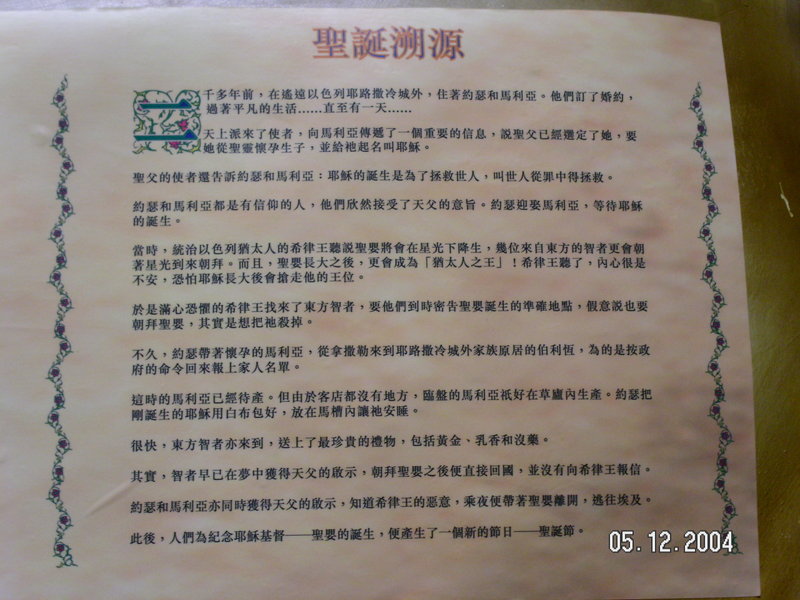 聖誕溯源
二千多年前，在遙遠以色列耶路撒冷城外，住著約瑟和馬利亞。他們訂了婚約，
過著平凡的生活……直至有一天……
天上派來了使者，向馬利亞傳遞了一個重要的信息，説聖父已經選定了她，要
她從聖靈懷孕生子，並給祂起名叫耶穌。
聖父的使者還告訴約瑟和馬利亞：耶穌的誕生是為了拯救世人，叫世人從罪中得拯救。
約瑟和馬利亞都是有信仰的人，他們欣然接受了天父的意旨。約瑟迎娶馬利亞，等待耶穌
的誕生。
當時，統治以色列猶太人的希律王聽説聖嬰將會在星光下降生，幾位來自東方的智者更會朝
著星光到來朝拜。而且，聖嬰長大之後，更會成為「猶太人之王」！希律王聽了，內心很是
不安，恐怕耶穌長大後會搶走他的王位。
於是滿心恐懼的希律王找來了東方智者，要他們到時密告聖嬰誕生的準確地點，假意説也要
朝拜聖嬰，其實是想把祂殺掉。
不久，約瑟帶著懷孕的馬利亞，從拿撒勒來到耶路撒冷城外家族原居的伯利恆，為的是按政
府的命令回來報上家人名單。
這時的馬利亞已經待產。但由於客店都沒有地方，臨盤的馬利亞祇好在草廬內生產。約瑟把
剛誕生的耶穌用白布包好，放在馬槽內讓祂安睡。
很快，東方智者亦來到，送上了最珍貴的禮物，包括黃金、乳香和沒藥。
其實，智者早已在夢中獲得天父的啟示，朝拜聖嬰之後便直接回國，並沒有向希律王報信。
約瑟和馬利亞亦同時獲得天父的啟示，知道希律王的惡意，乘夜便帶著聖嬰離開，逃往埃及。
此後，人們為紀念耶穌基督──聖嬰的誕生，便產生了一個新的節日──聖誕節。
05.12.2004